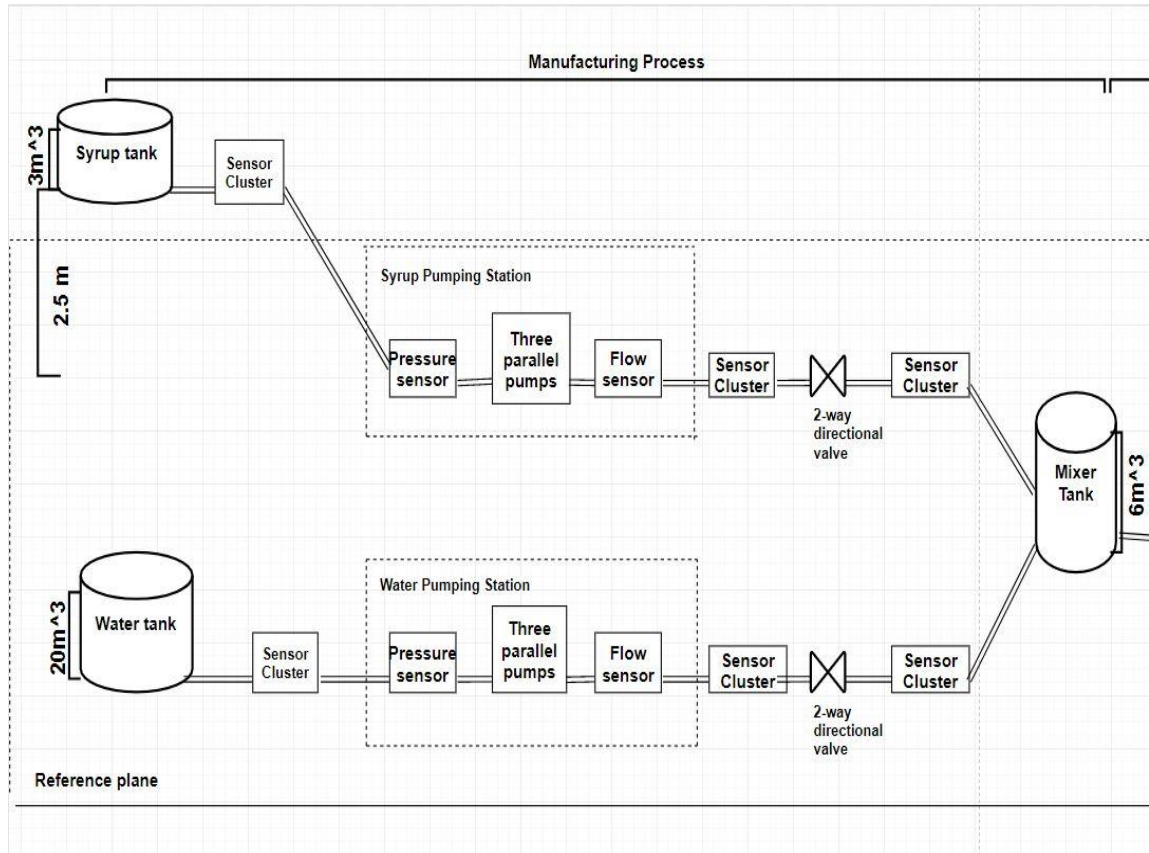 Manufacturing Process
3m^3
Syrup tank
Sensor
Cluster
2.5 m
Syrup Pumping Station
Pressure
sensor
Three
parallel
pumps
Flow
sensor
Sensor
Cluster
2-way
directional
valve
Sensor
Cluster
Mixer
Tank
6m^3
20m^3
Water tank
Sensor
Cluster
Water Pumping Station
Pressure
sensor
Three
parallel
pumps
Flow
sensor
Sensor
Cluster
2-way
directional
valve
Sensor
Cluster
Reference plane